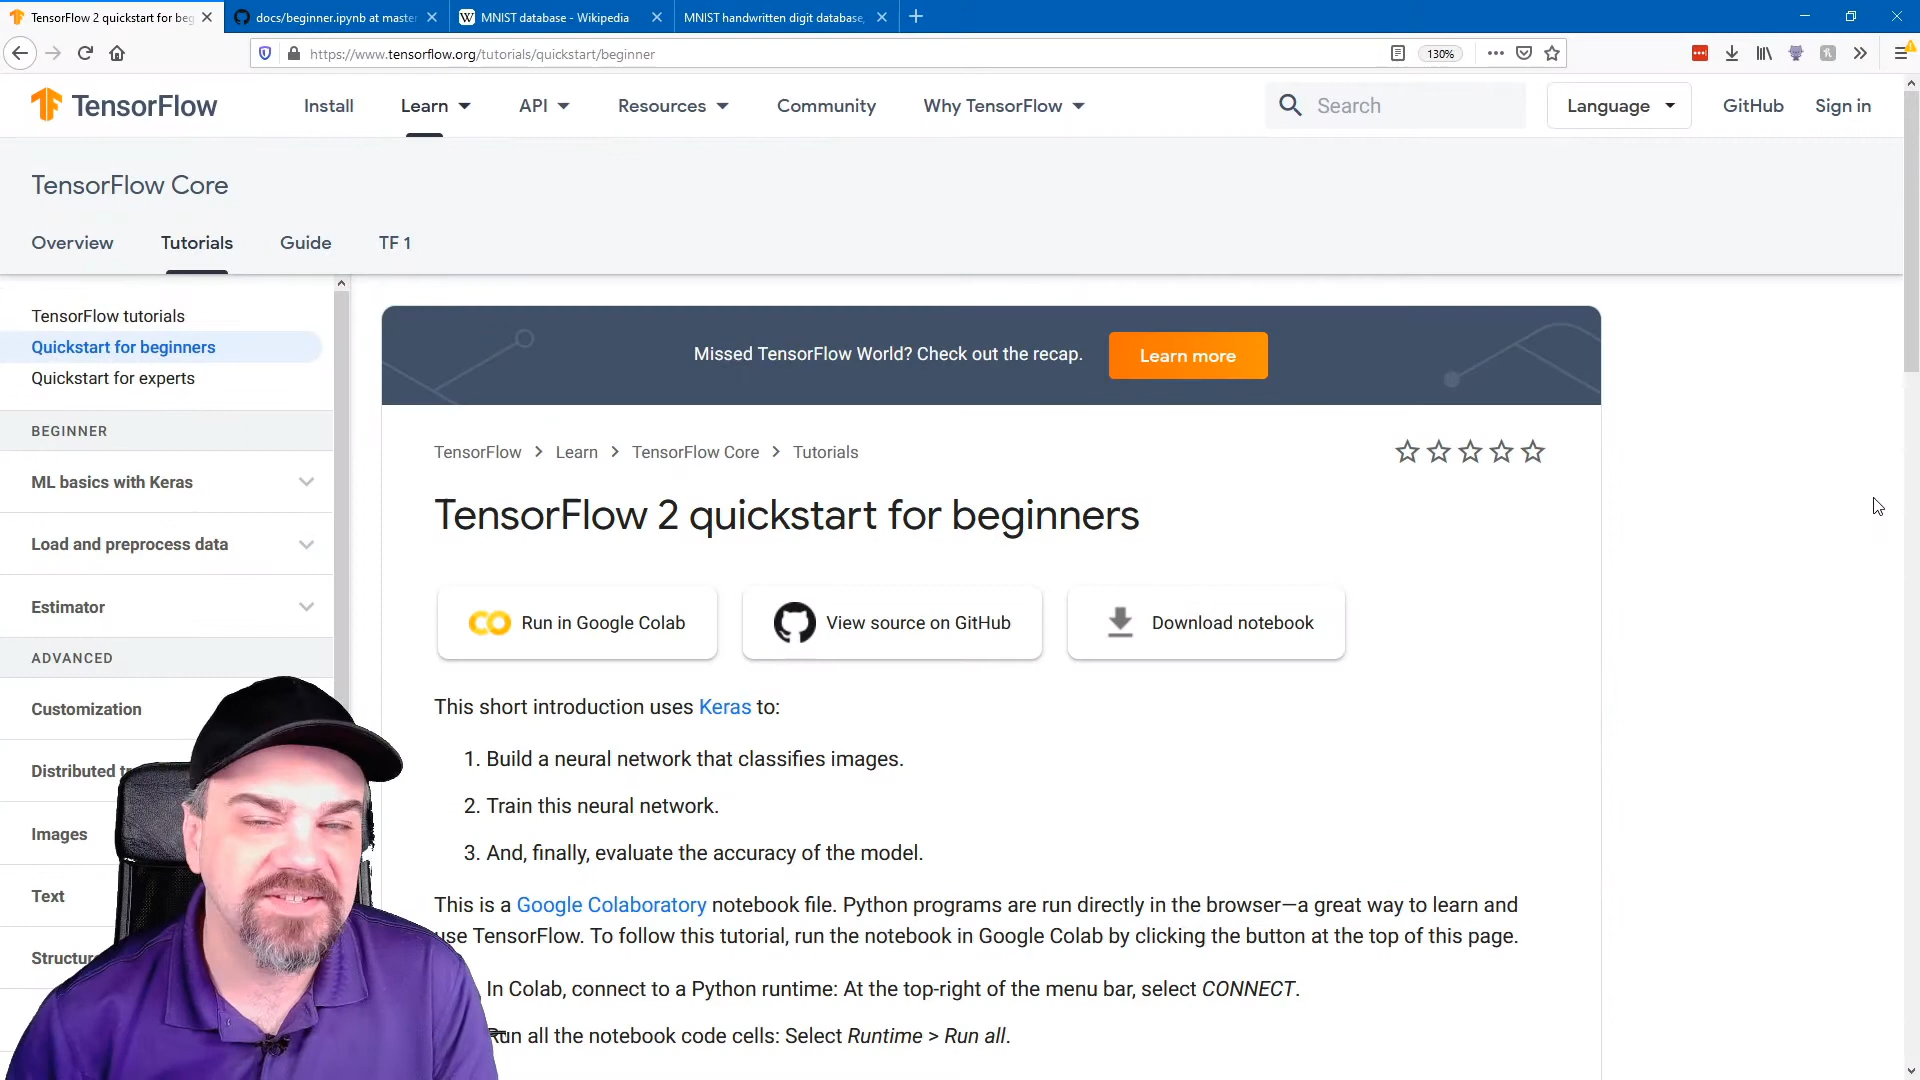 TensorFlow 2 quickstart for beg
docs/beginner.ipynb at master
MNIST database - Wikipedia
MNIST handwritten digit database,
https://www.tensorflow.org/tutorials/quickstart/beginner
130%
TensorFlow
Install
Learn
API
Resources
Community
Why TensorFlow
Search
Language
GitHub
Sign in
TensorFlow Core
Overview
Tutorials
Guide
TF 1
TensorFlow tutorials
Quickstart for beginners
Quickstart for experts
BEGINNER
ML basics with Keras
Load and preprocess data
Estimator
ADVANCED
Customization
Distributed
Images
Text
Missed TensorFlow World? Check out the recap.
Learn more
TensorFlow > Learn > TensorFlow Core > Tutorials
TensorFlow 2 quickstart for beginners
Run in Google Colab
View source on GitHub
Download notebook
This short introduction uses Keras to:
1. Build a neural network that classifies images.
2. Train this neural network.
3. And, finally, evaluate the accuracy of the model.
This is a Google Colaboratory notebook file. Python programs are run directly in the browser—a great way to learn and
use TensorFlow. To follow this tutorial, run the notebook in Google Colab by clicking the button at the top of this page.
In Colab, connect to a Python runtime: At the top-right of the menu bar, select CONNECT.
Run all the notebook code cells: Select Runtime > Run all.